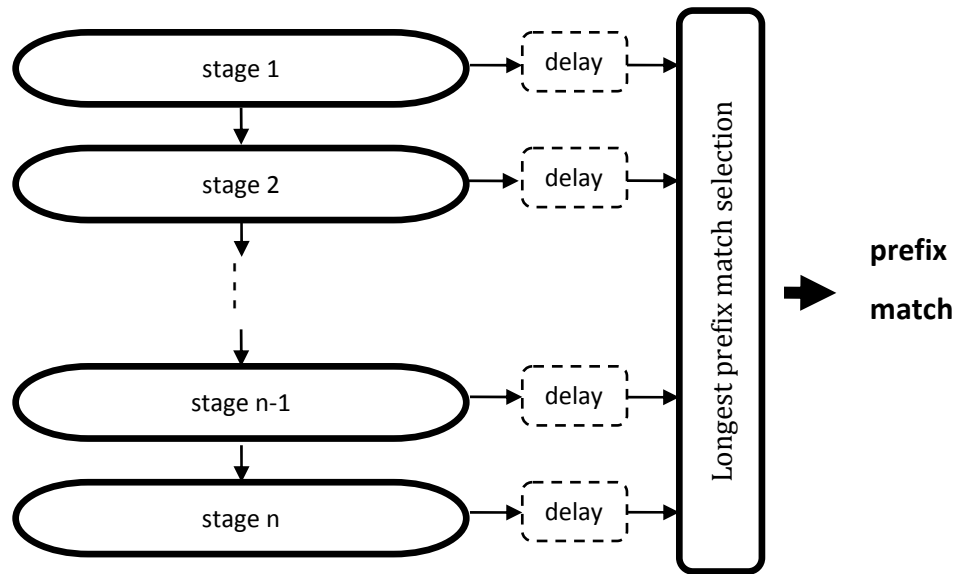 stage 1
delay
stage 2
delay
stage n-1
delay
stage n
delay
Longest prefix match selection
prefix
match